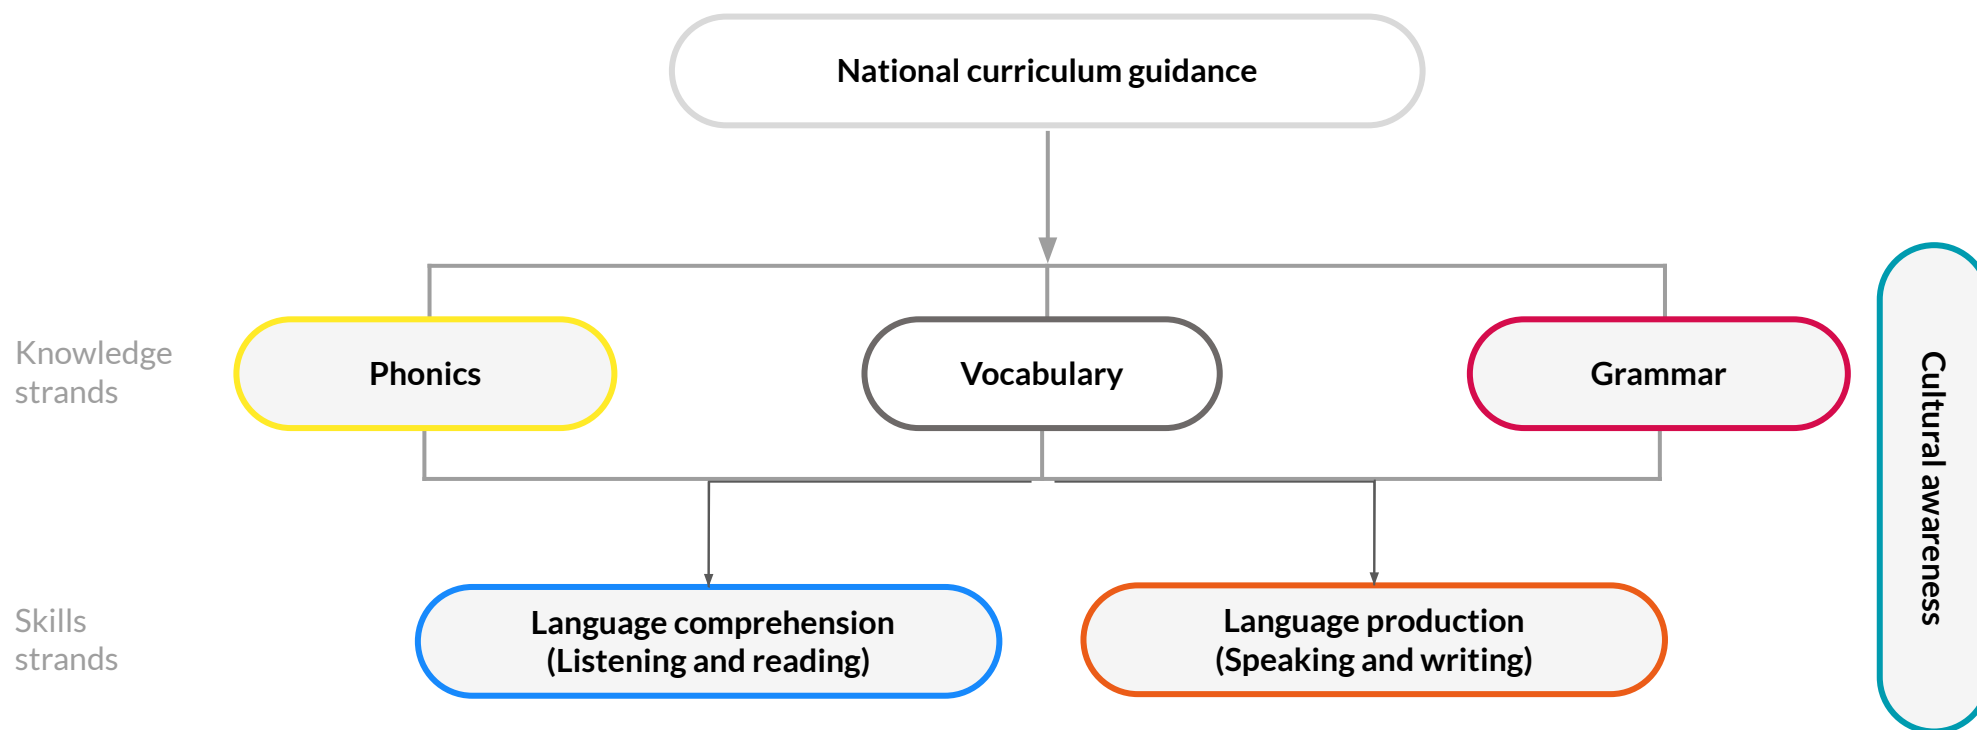 National curriculum guidance
Knowledge
strands
Phonics
Vocabulary
Grammar
Cultural awareness
Skills
strands
Language comprehension
(Listening and reading)
Language production
(Speaking and writing)